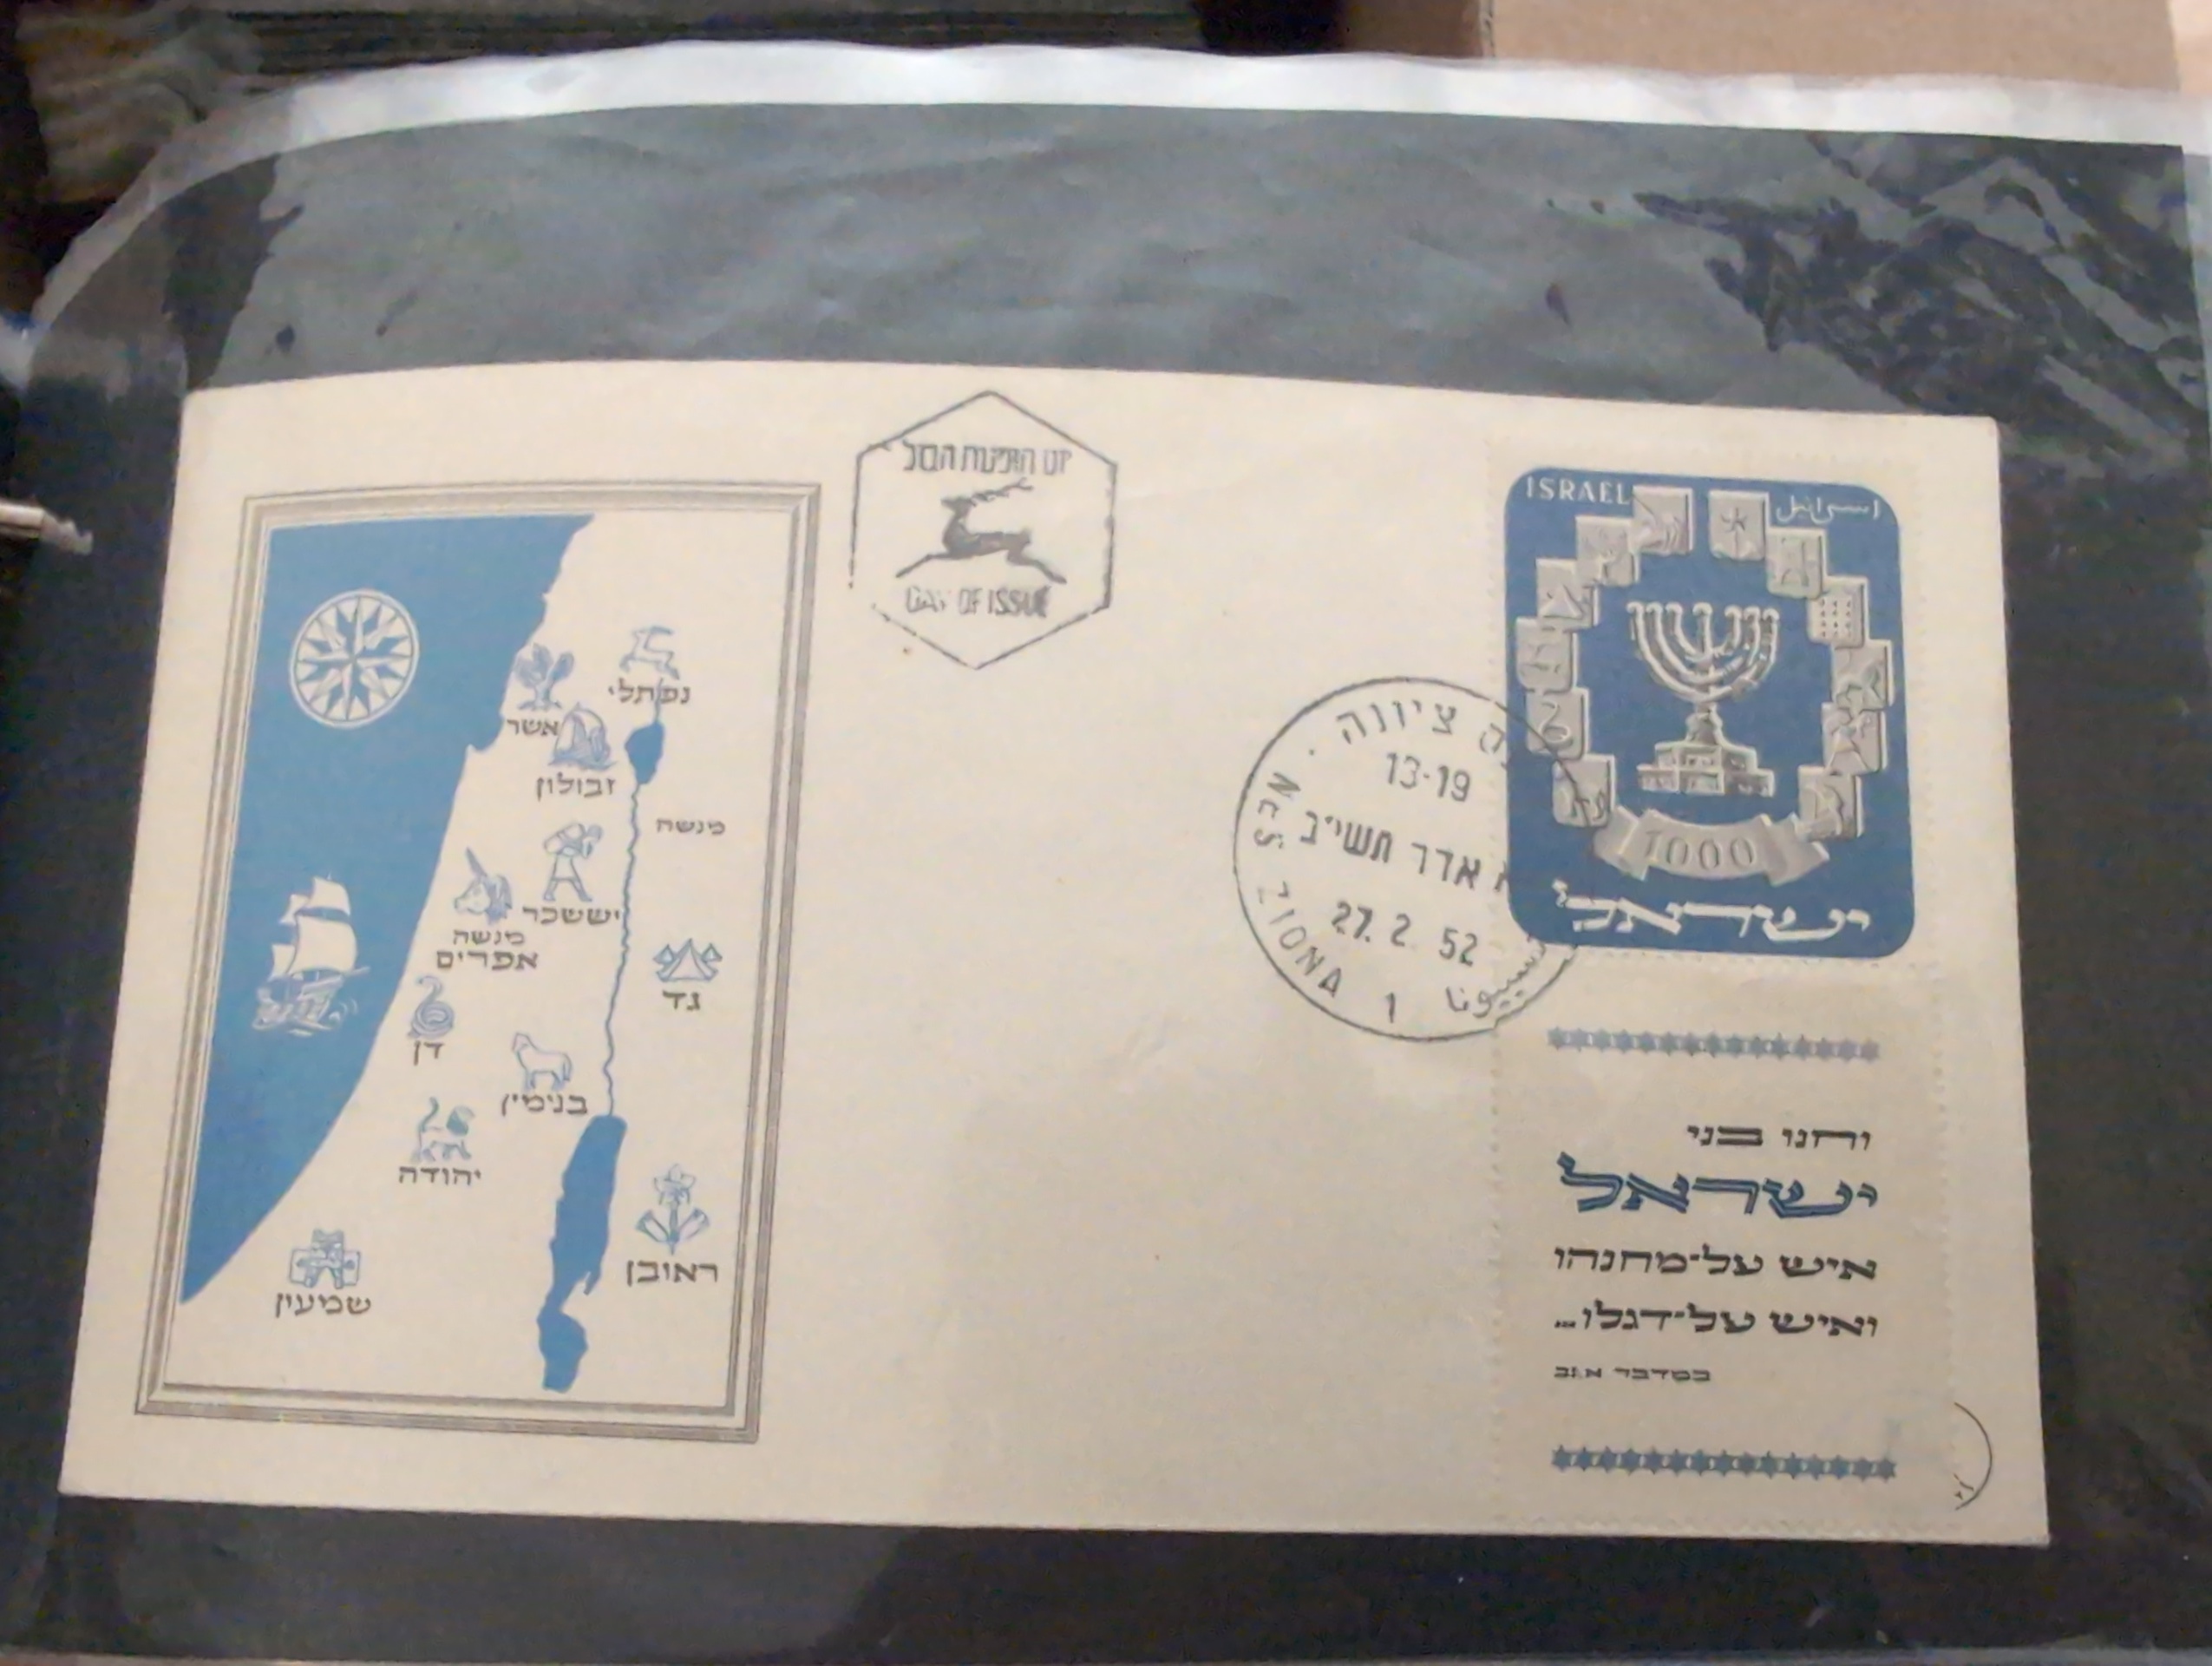 יום הופעת הבול
DAY OF ISSUE
נפתלי
אשר
זבולון
מנשה
יששכר
מנשה
אפרים
גד
דן
בנימין
יהודה
ראובן
שמעון
ציונה
13-19
אדר תשי"ב
27. 2 52
NES ZIONA 1
ISRAEL
اسرائيل
1000
ישראל
וחנו בני
ישראל
איש על-מחנהו
ואיש על-דגלו...
במדבר א:נב